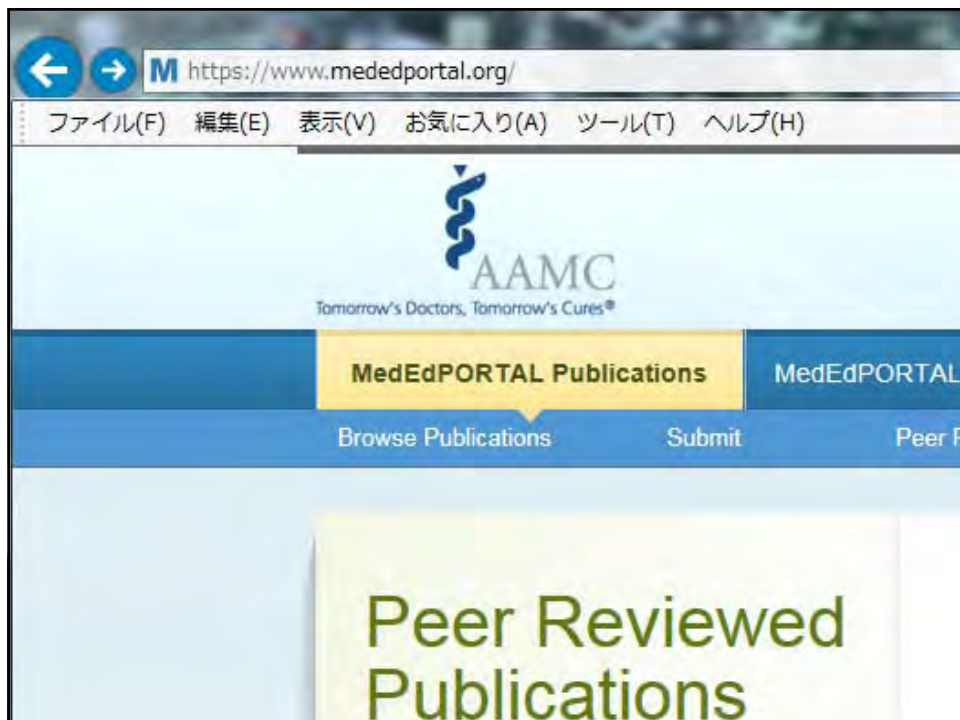 M https://www.mededportal.org/
ファイル(F) 編集(E) 表示(V) お気に入り(A) ツール(T) ヘルプ(H)
AAMC
Tomorrow's Doctors, Tomorrow's Cures®
MedEdPORTAL Publications MedEdPORTAL
Browse Publications Submit Peer
Peer Reviewed
Publications